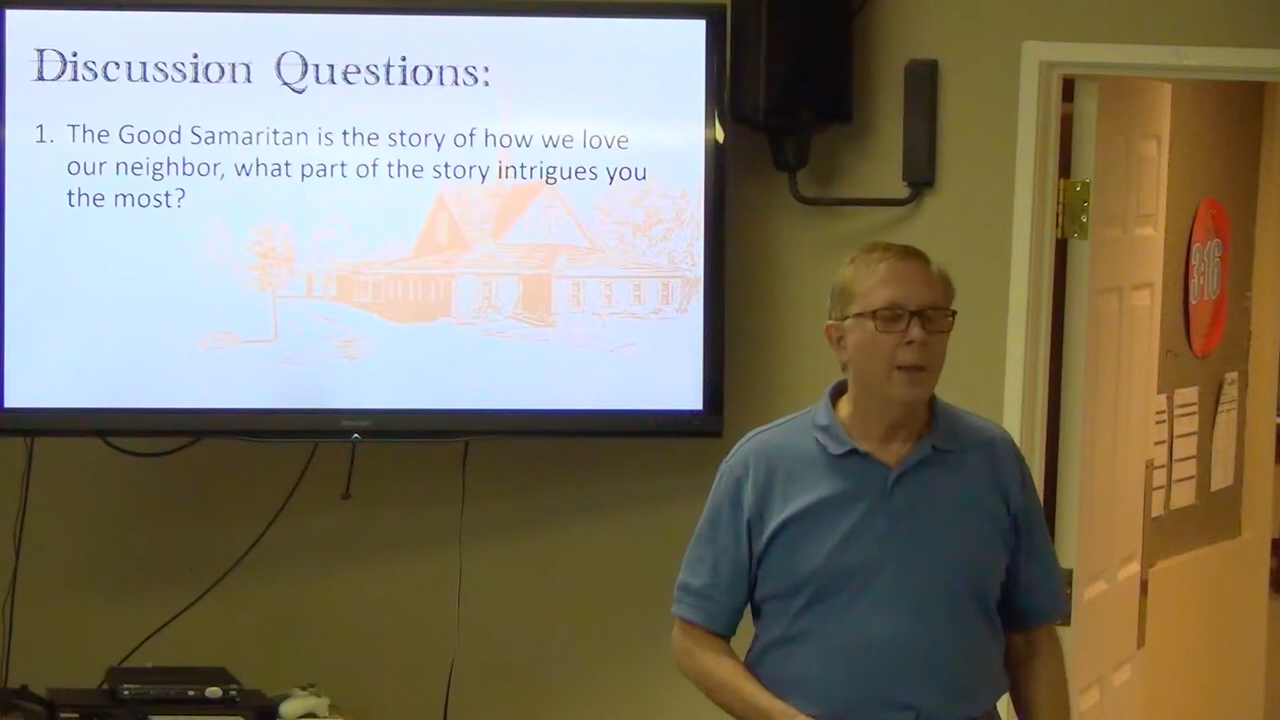 Discussion Questions:
1. The Good Samaritan is the story of how we love
our neighbor, what part of the story intrigues you
the most?
3:16